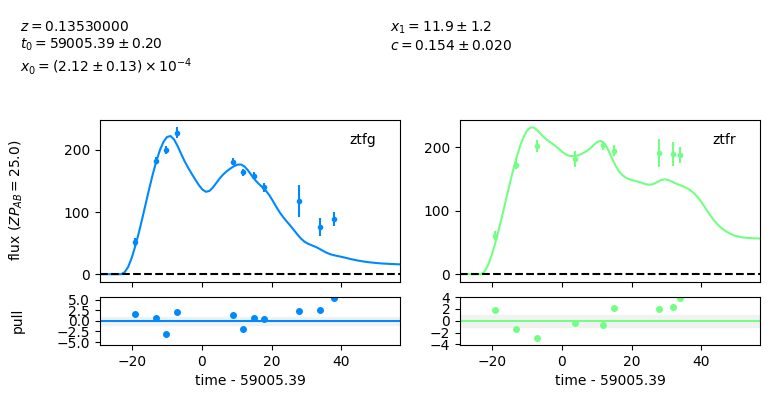 z = 0.13530000
t₀ = 59005.39 ± 0.20
x₀ = (2.12 ± 0.13) × 10⁻⁴
x₁ = 11.9 ± 1.2
c = 0.154 ± 0.020
flux (ZP_AB = 25.0)
200
100
0
ztfg
200
100
0
ztfr
pull
5.0
2.5
0.0
−2.5
−5.0
4
2
0
−2
−4
−20 0 20 40
−20 0 20 40
time - 59005.39
time - 59005.39